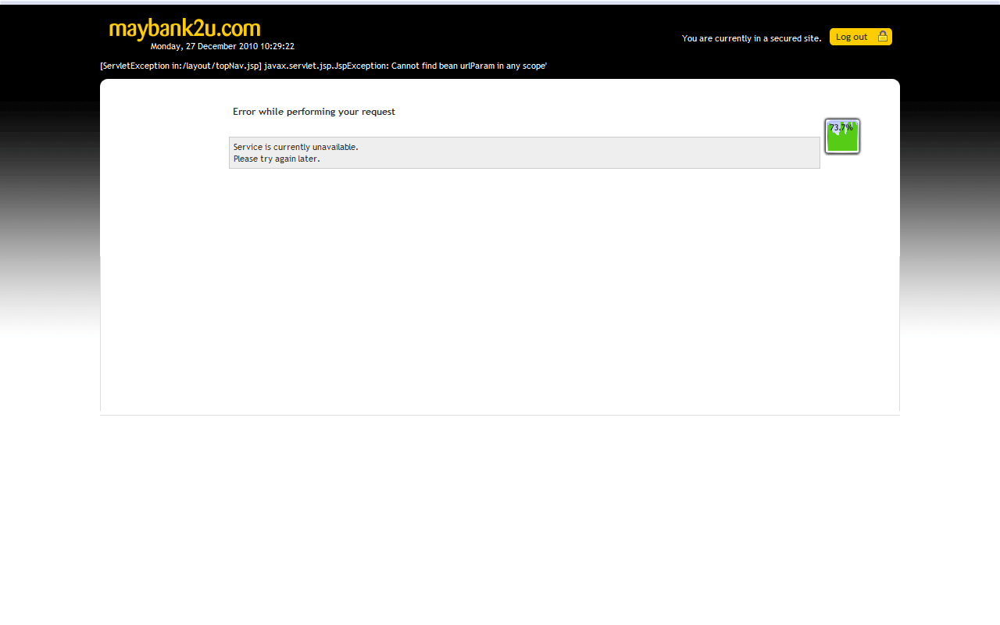 maybank2u.com
Monday, 27 December 2010 10:29:22
You are currently in a secured site.
Log out
[ServletException in:/layout/topNav.jsp] javax.servlet.jsp.JspException: Cannot find bean urlParam in any scope'
Error while performing your request
73.7%
Service is currently unavailable.
Please try again later.